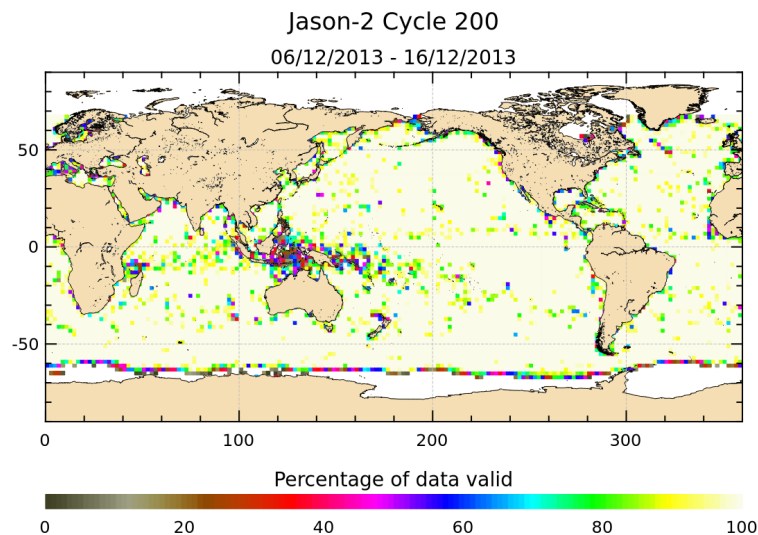 Jason-2 Cycle 200
06/12/2013 - 16/12/2013
50
0
-50
0 100 200 300
Percentage of data valid
0 20 40 60 80 100